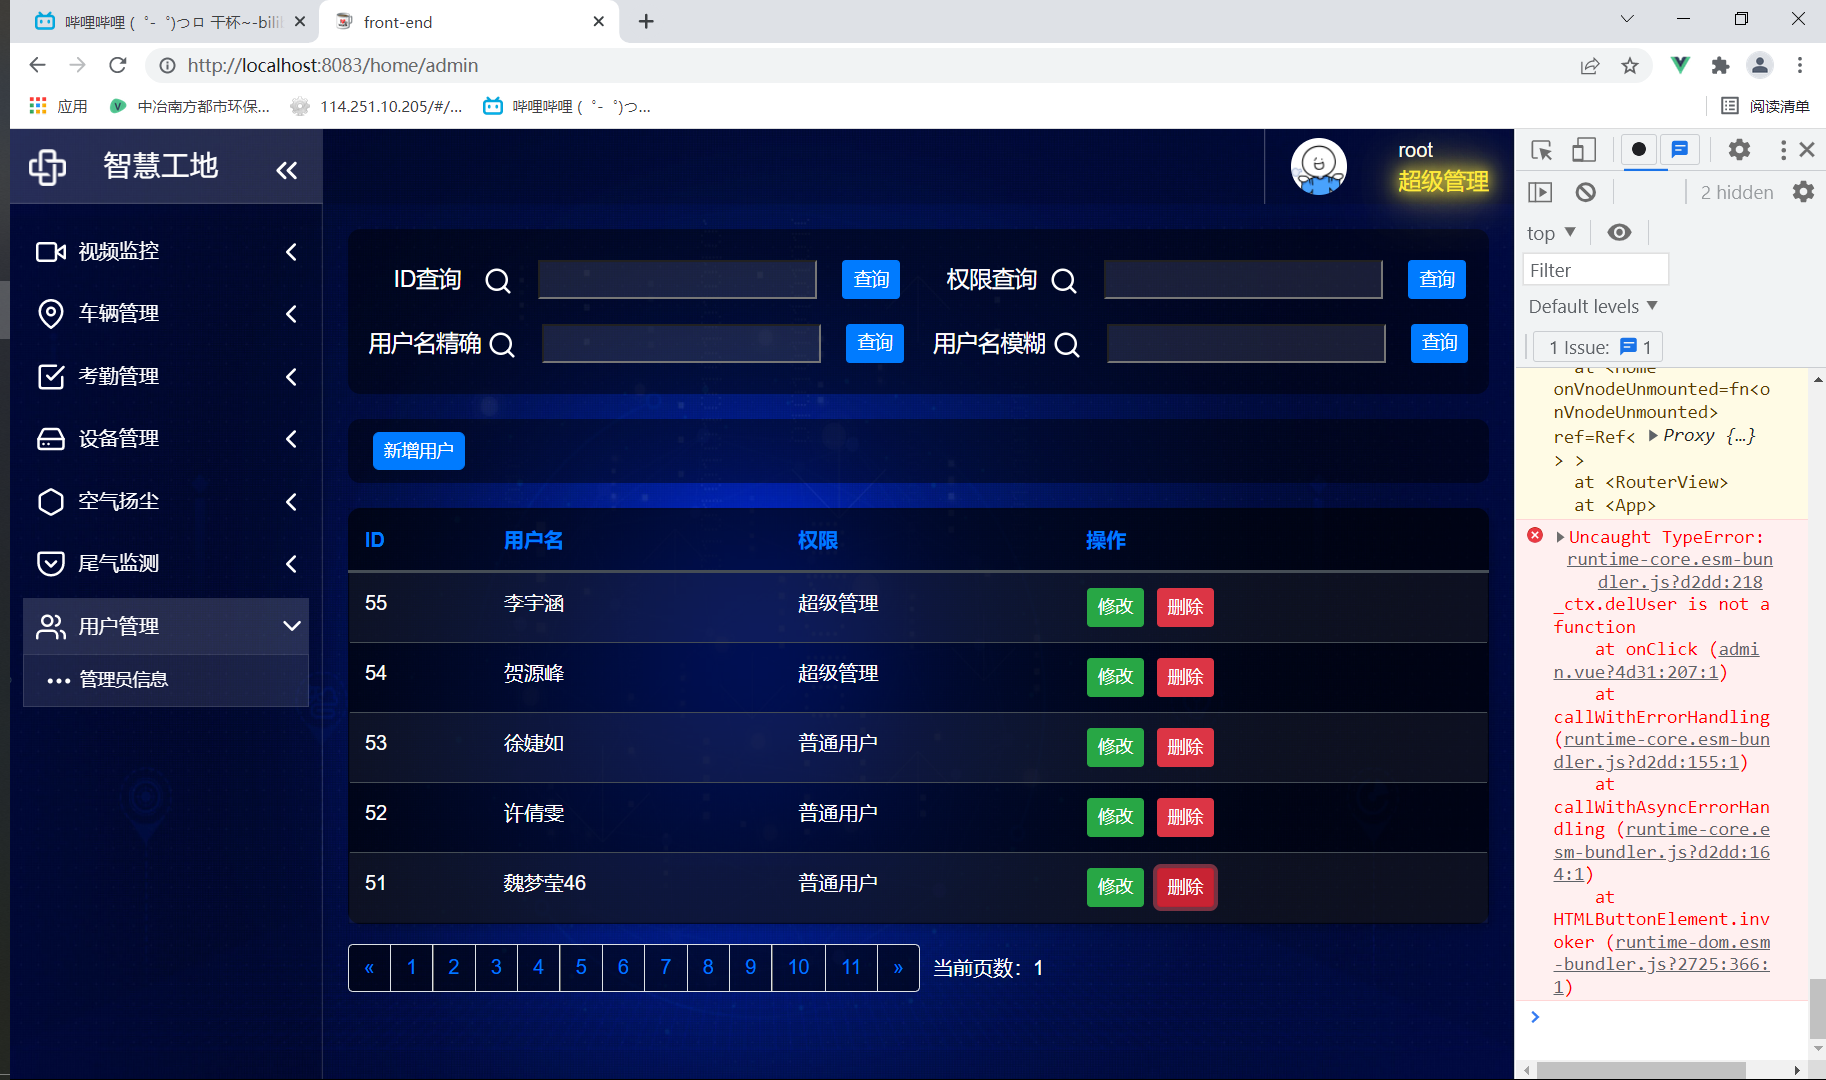 哔哩哔哩 (゜-゜)つロ 干杯~-bili
front-end
http://localhost:8083/home/admin
应用
中冶南方都市环保...
114.251.10.205/#/...
哔哩哔哩 (゜-゜)つ...
阅读清单
智慧工地
root
超级管理
视频监控
车辆管理
考勤管理
设备管理
空气扬尘
尾气监测
用户管理
管理员信息
ID查询
查询
权限查询
查询
用户名精确
查询
用户名模糊
查询
新增用户
ID 用户名 权限 操作
55 李宇涵 超级管理 修改 删除
54 贺源峰 超级管理 修改 删除
53 徐婕如 普通用户 修改 删除
52 许倩雯 普通用户 修改 删除
51 魏梦莹46 普通用户 修改 删除
« 1 2 3 4 5 6 7 8 9 10 11 » 当前页数：1
2 hidden
top
Filter
Default levels
1 Issue: 1
at <Home
onVnodeUnmounted=fn<o
nVnodeUnmounted>
ref=Ref< Proxy {…}
> >
at <RouterView>
at <App>
Uncaught TypeError:
runtime-core.esm-bun
dler.js?d2dd:218
_ctx.delUser is not a
function
at onClick (admi
n.vue?4d31:207:1)
at
callWithErrorHandling
(runtime-core.esm-bun
dler.js?d2dd:155:1)
at
callWithAsyncErrorHan
dling (runtime-core.e
sm-bundler.js?d2dd:16
4:1)
at
HTMLButtonElement.inv
oker (runtime-dom.esm
-bundler.js?2725:366:
1)